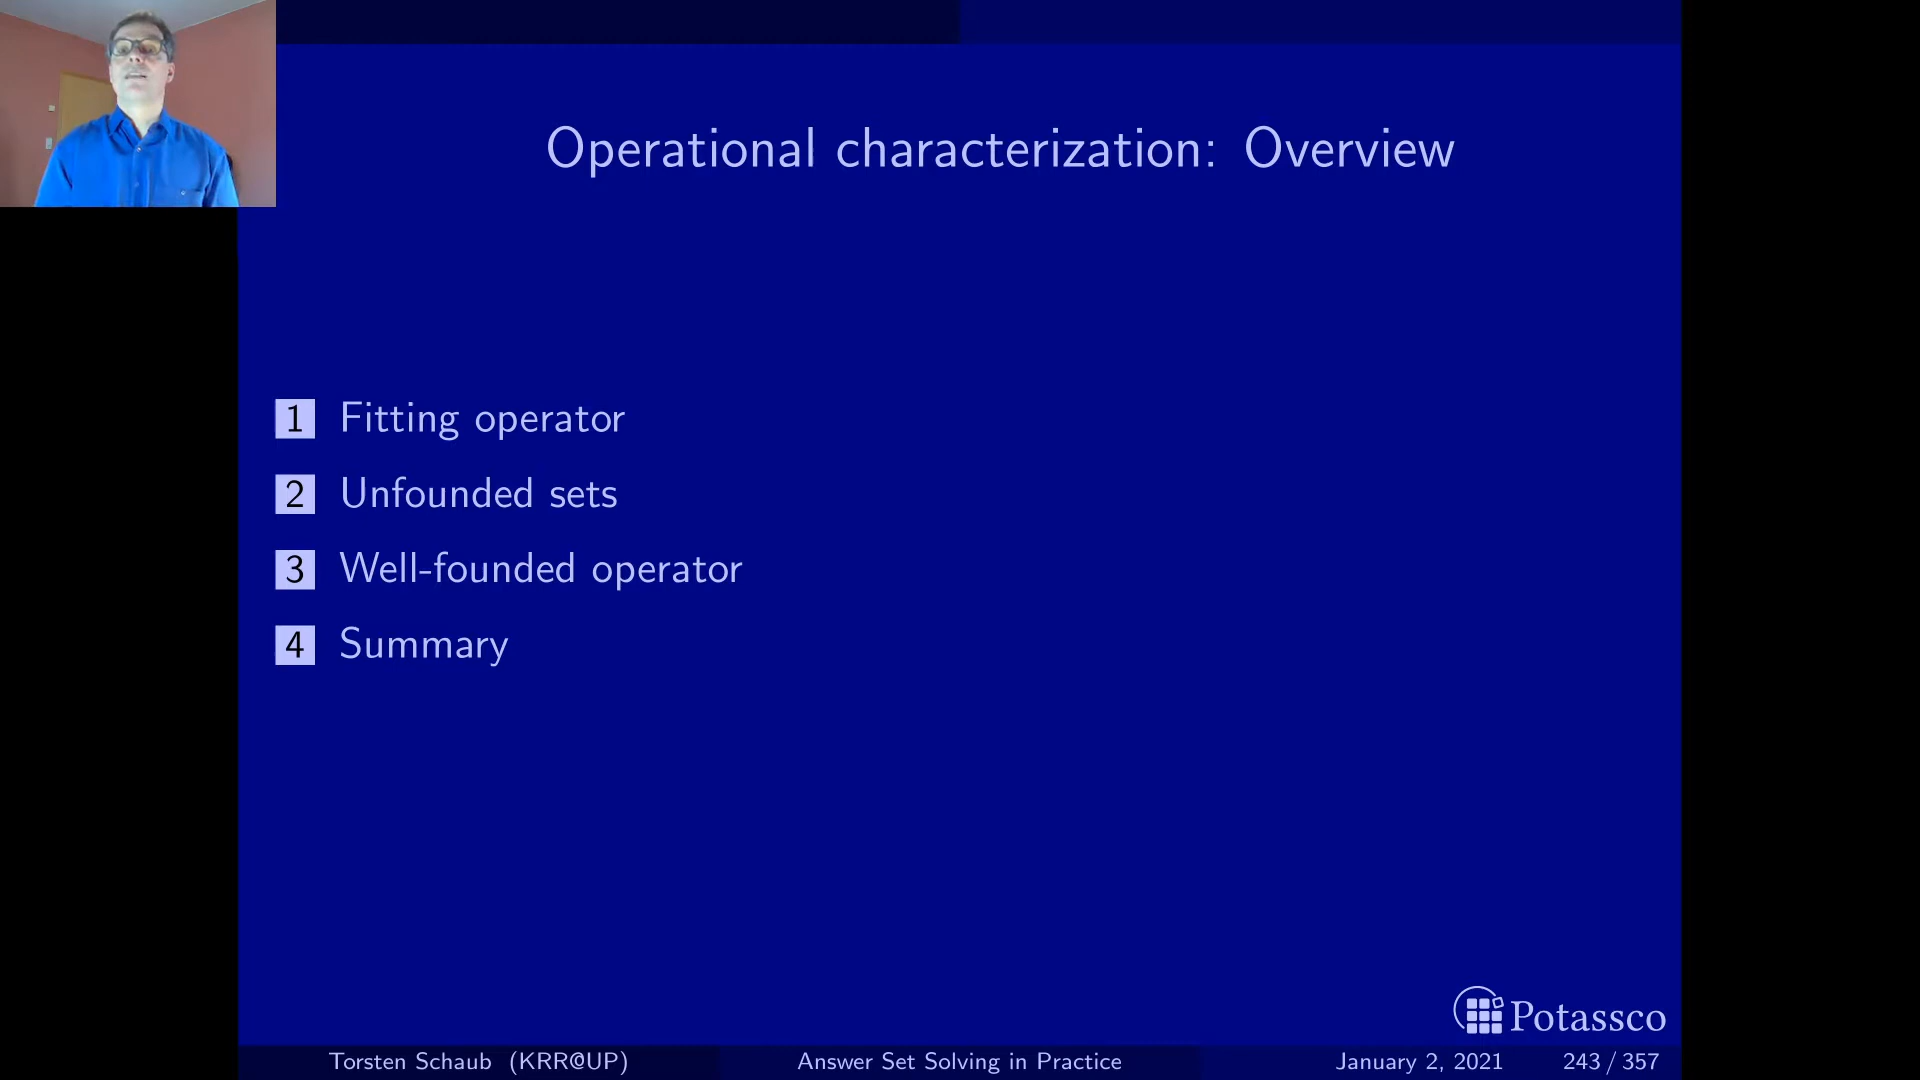 Operational characterization: Overview
1 Fitting operator
2 Unfounded sets
3 Well-founded operator
4 Summary
Potassco
Torsten Schaub (KRR@UP) Answer Set Solving in Practice January 2, 2021 243 / 357